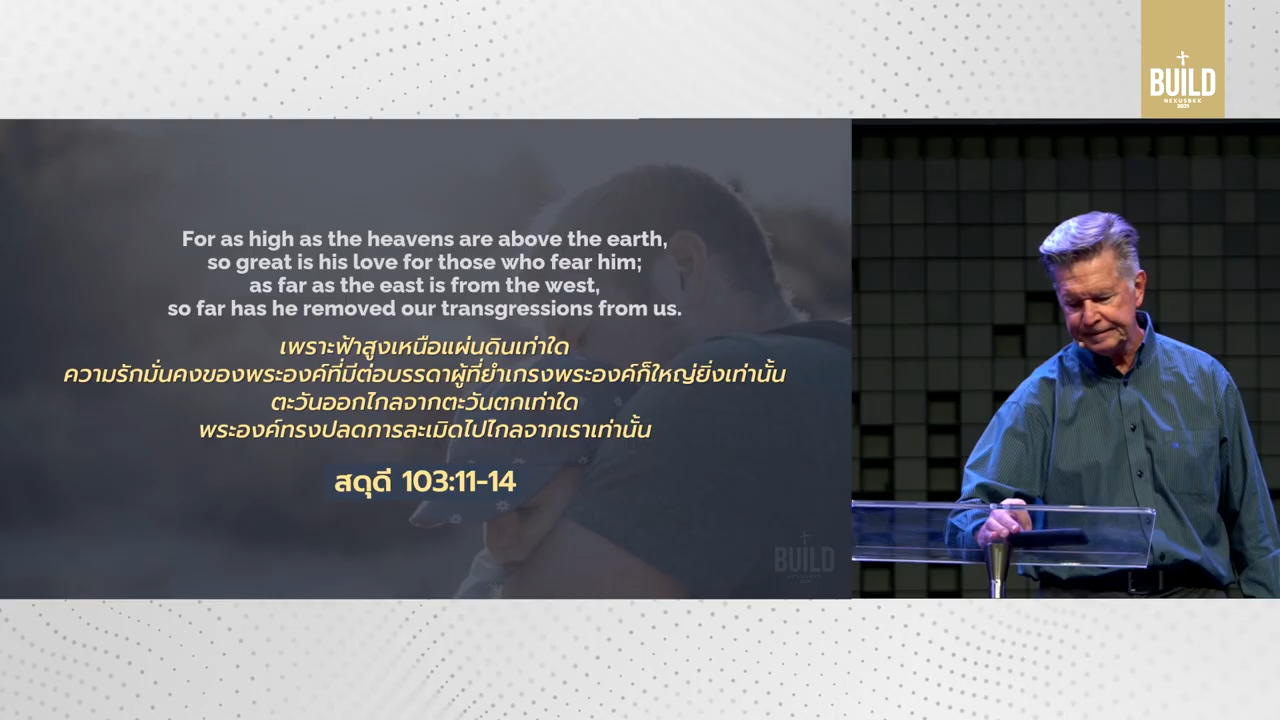 BUILD
NEXUSBKK
2021
For as high as the heavens are above the earth,
so great is his love for those who fear him;
as far as the east is from the west,
so far has he removed our transgressions from us.
เพราะฟ้าสูงเหนือแผ่นดินเท่าใด
ความรักมั่นคงของพระองค์ที่มีต่อบรรดาผู้ที่ยำเกรงพระองค์ก็ใหญ่ยิ่งเท่านั้น
ตะวันออกไกลจากตะวันตกเท่าใด
พระองค์ทรงปลดการละเมิดไปไกลจากเราเท่านั้น
สดุดี 103:11-14
BUILD